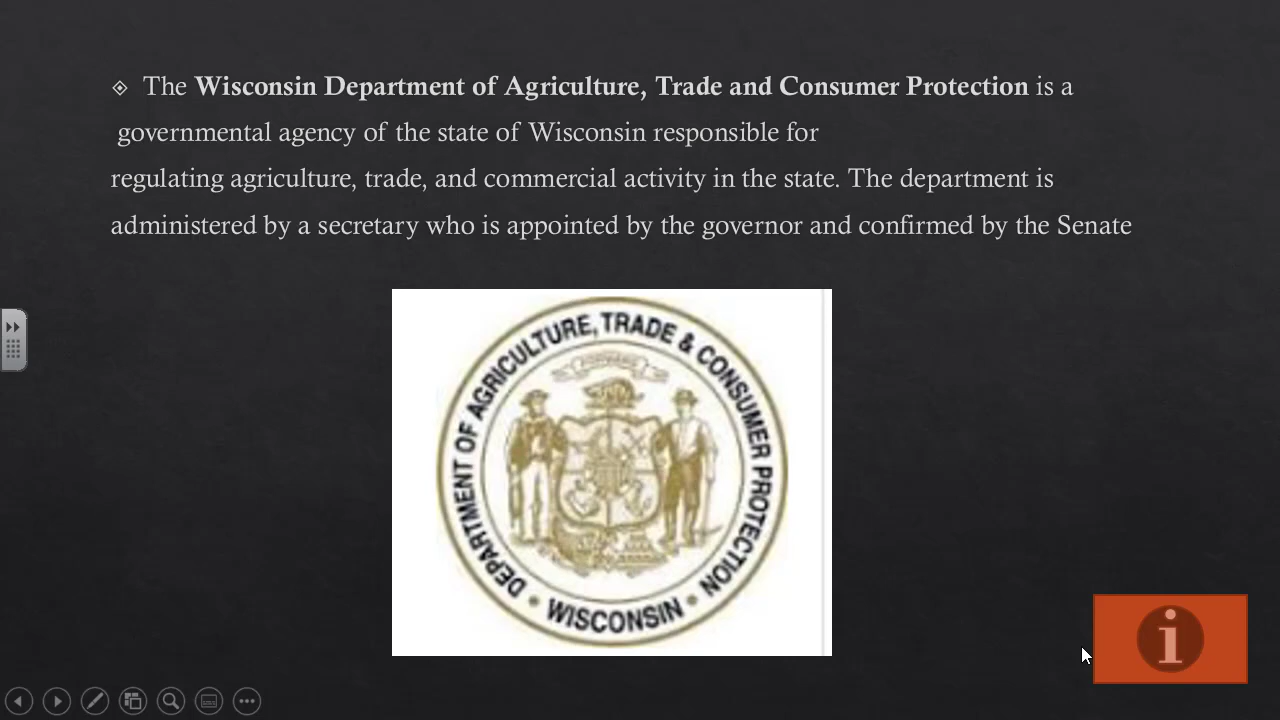 The Wisconsin Department of Agriculture, Trade and Consumer Protection is a
governmental agency of the state of Wisconsin responsible for
regulating agriculture, trade, and commercial activity in the state. The department is
administered by a secretary who is appointed by the governor and confirmed by the Senate
DEPARTMENT OF AGRICULTURE, TRADE & CONSUMER PROTECTION
• WISCONSIN •
i